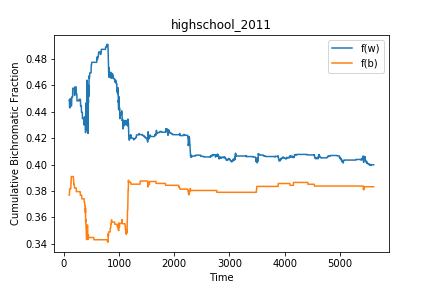 highschool_2011
f(w)
f(b)
Cumulative Bichromatic Fraction
0.48
0.46
0.44
0.42
0.40
0.38
0.36
0.34
0 1000 2000 3000 4000 5000
Time